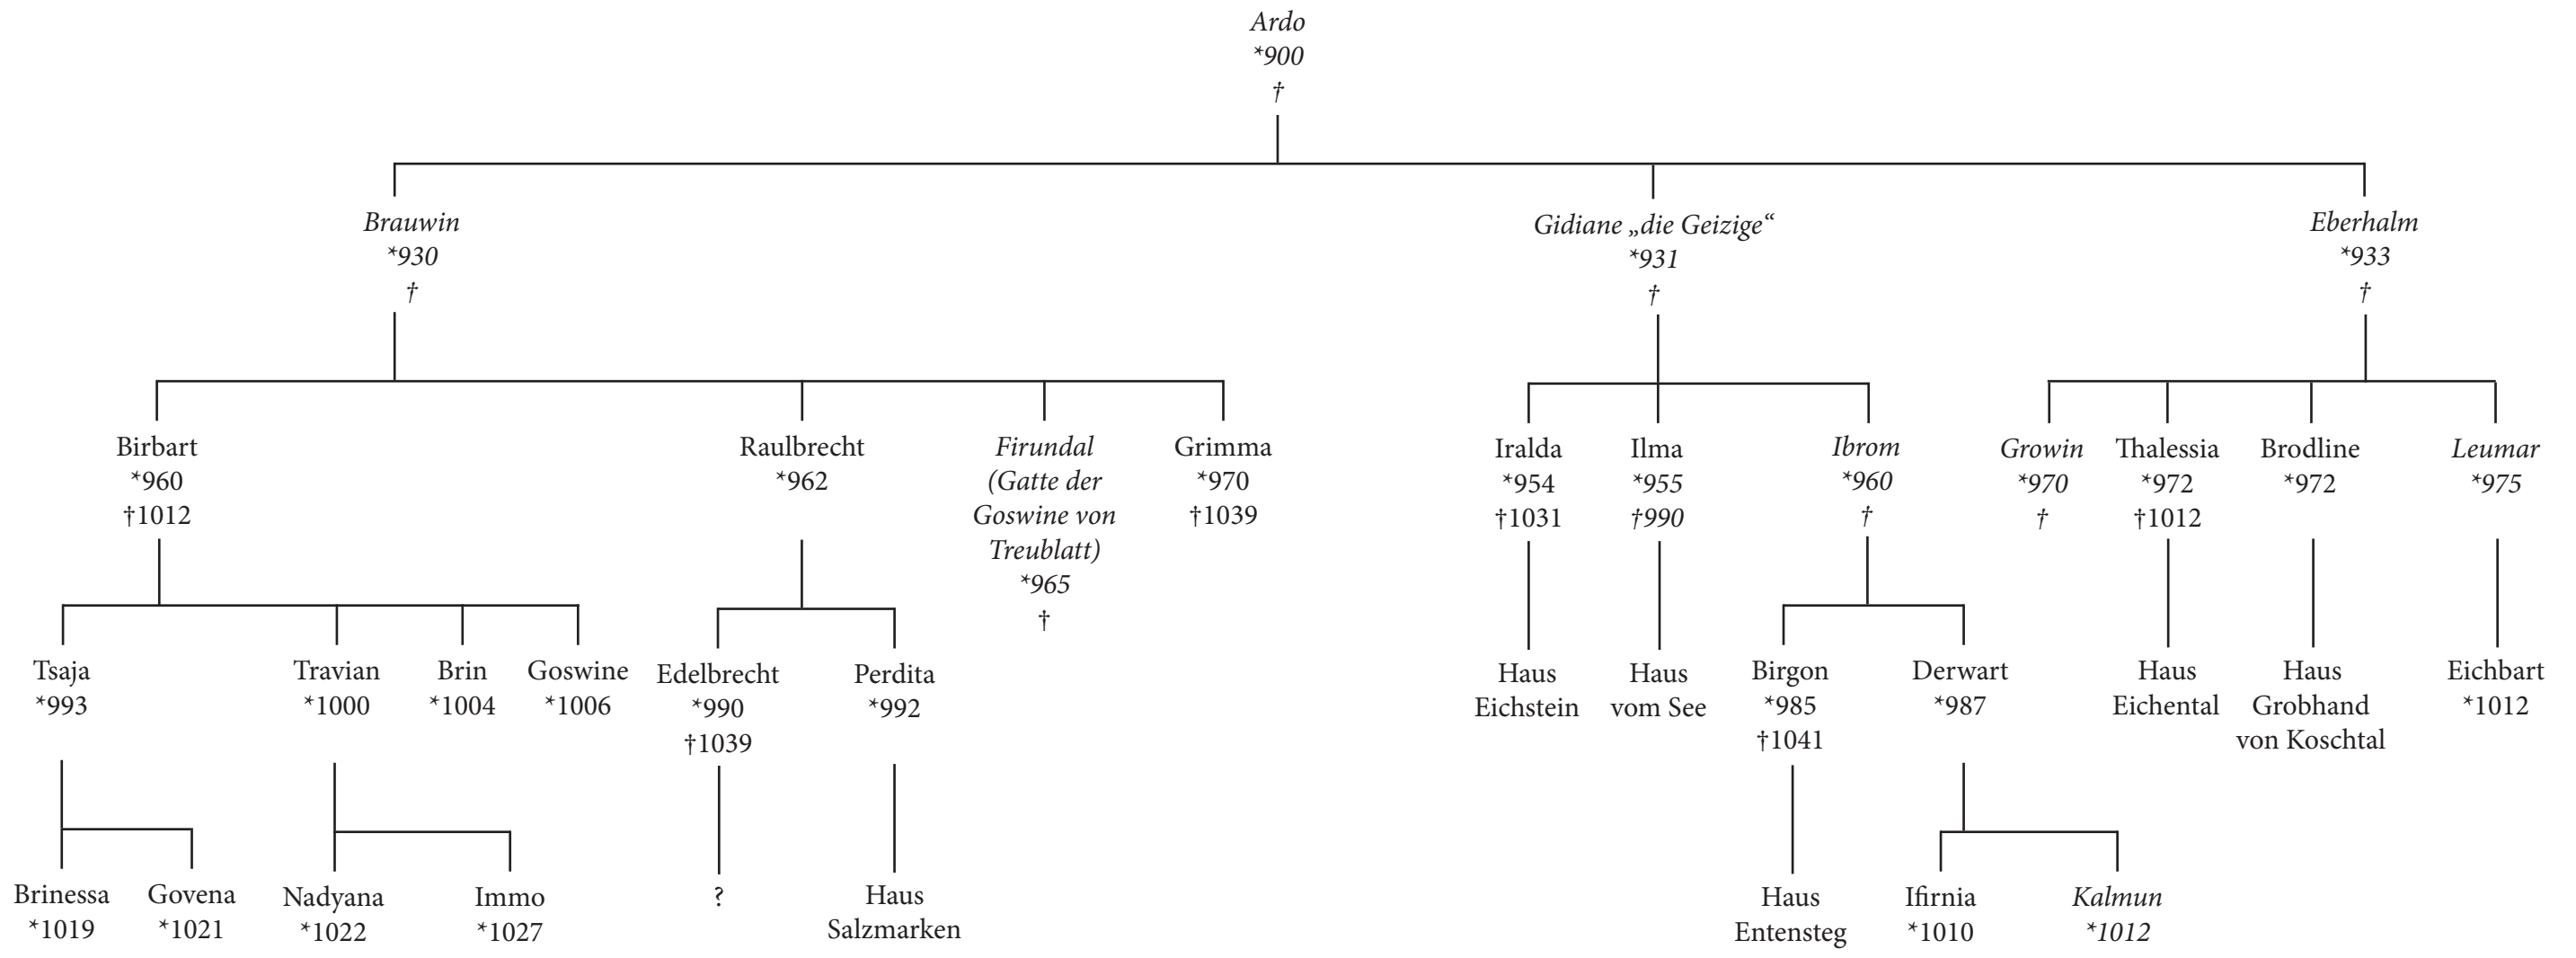 Ardo
*900
†
Brauwin
*930
†
Gidiane „die Geizige“
*931
†
Eberhalm
*933
†
Birbart
*960
†1012
Raulbrecht
*962
Firundal
(Gatte der
Goswine von
Treublatt)
*965
†
Grimma
*970
†1039
Iralda
*954
†1031
Ilma
*955
†990
Ibrom
*960
†
Growin
*970
†
Thalessia
*972
†1012
Brodline
*972
Leumar
*975
Tsaja
*993
Travian
*1000
Brin
*1004
Goswine
*1006
Edelbrecht
*990
†1039
Perdita
*992
Haus
Eichstein
Haus
vom See
Birgon
*985
†1041
Derwart
*987
Haus
Eichental
Haus
Grobhand
von Koschtal
Eichbart
*1012
Brinessa
*1019
Govena
*1021
Nadyana
*1022
Immo
*1027
?
Haus
Salzmarken
Haus
Entensteg
Ifirnia
*1010
Kalmun
*1012